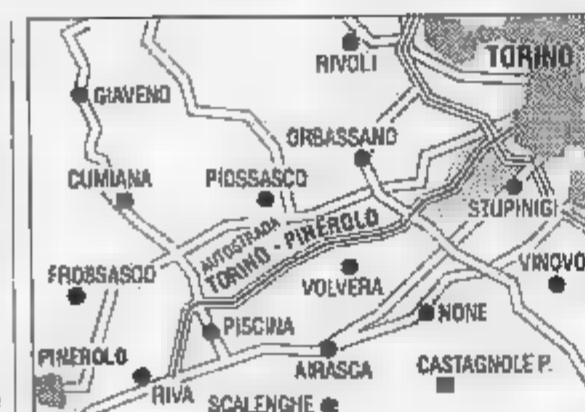 TORINO
RIVOLI
GIAVENO
ORBASSANO
CUMIANA
PIOSSASCO
STUPINIGI
AUTOSTRADA
TORINO - PINEROLO
FROSSASCO
VOLVERA
VINOVO
PISCINA
NONE
PINEROLO
AIRASCA
CASTAGNOLE P.
RIVA
SCALENGHE